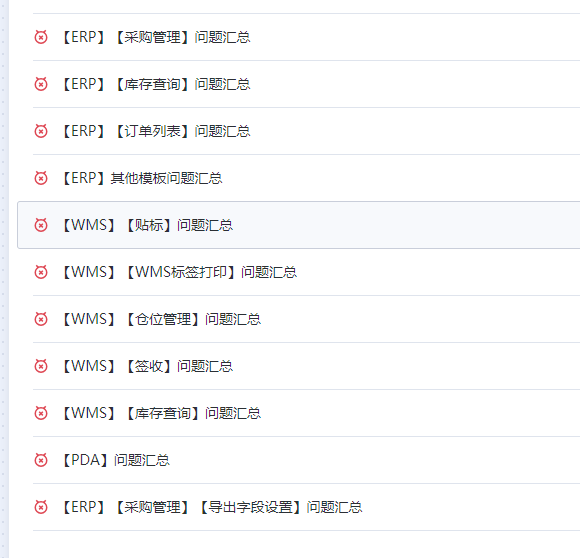 【ERP】【采购管理】问题汇总
【ERP】【库存查询】问题汇总
【ERP】【订单列表】问题汇总
【ERP】其他模板问题汇总
【WMS】【贴标】问题汇总
【WMS】【WMS标签打印】问题汇总
【WMS】【仓位管理】问题汇总
【WMS】【签收】问题汇总
【WMS】【库存查询】问题汇总
【PDA】问题汇总
【ERP】【采购管理】【导出字段设置】问题汇总